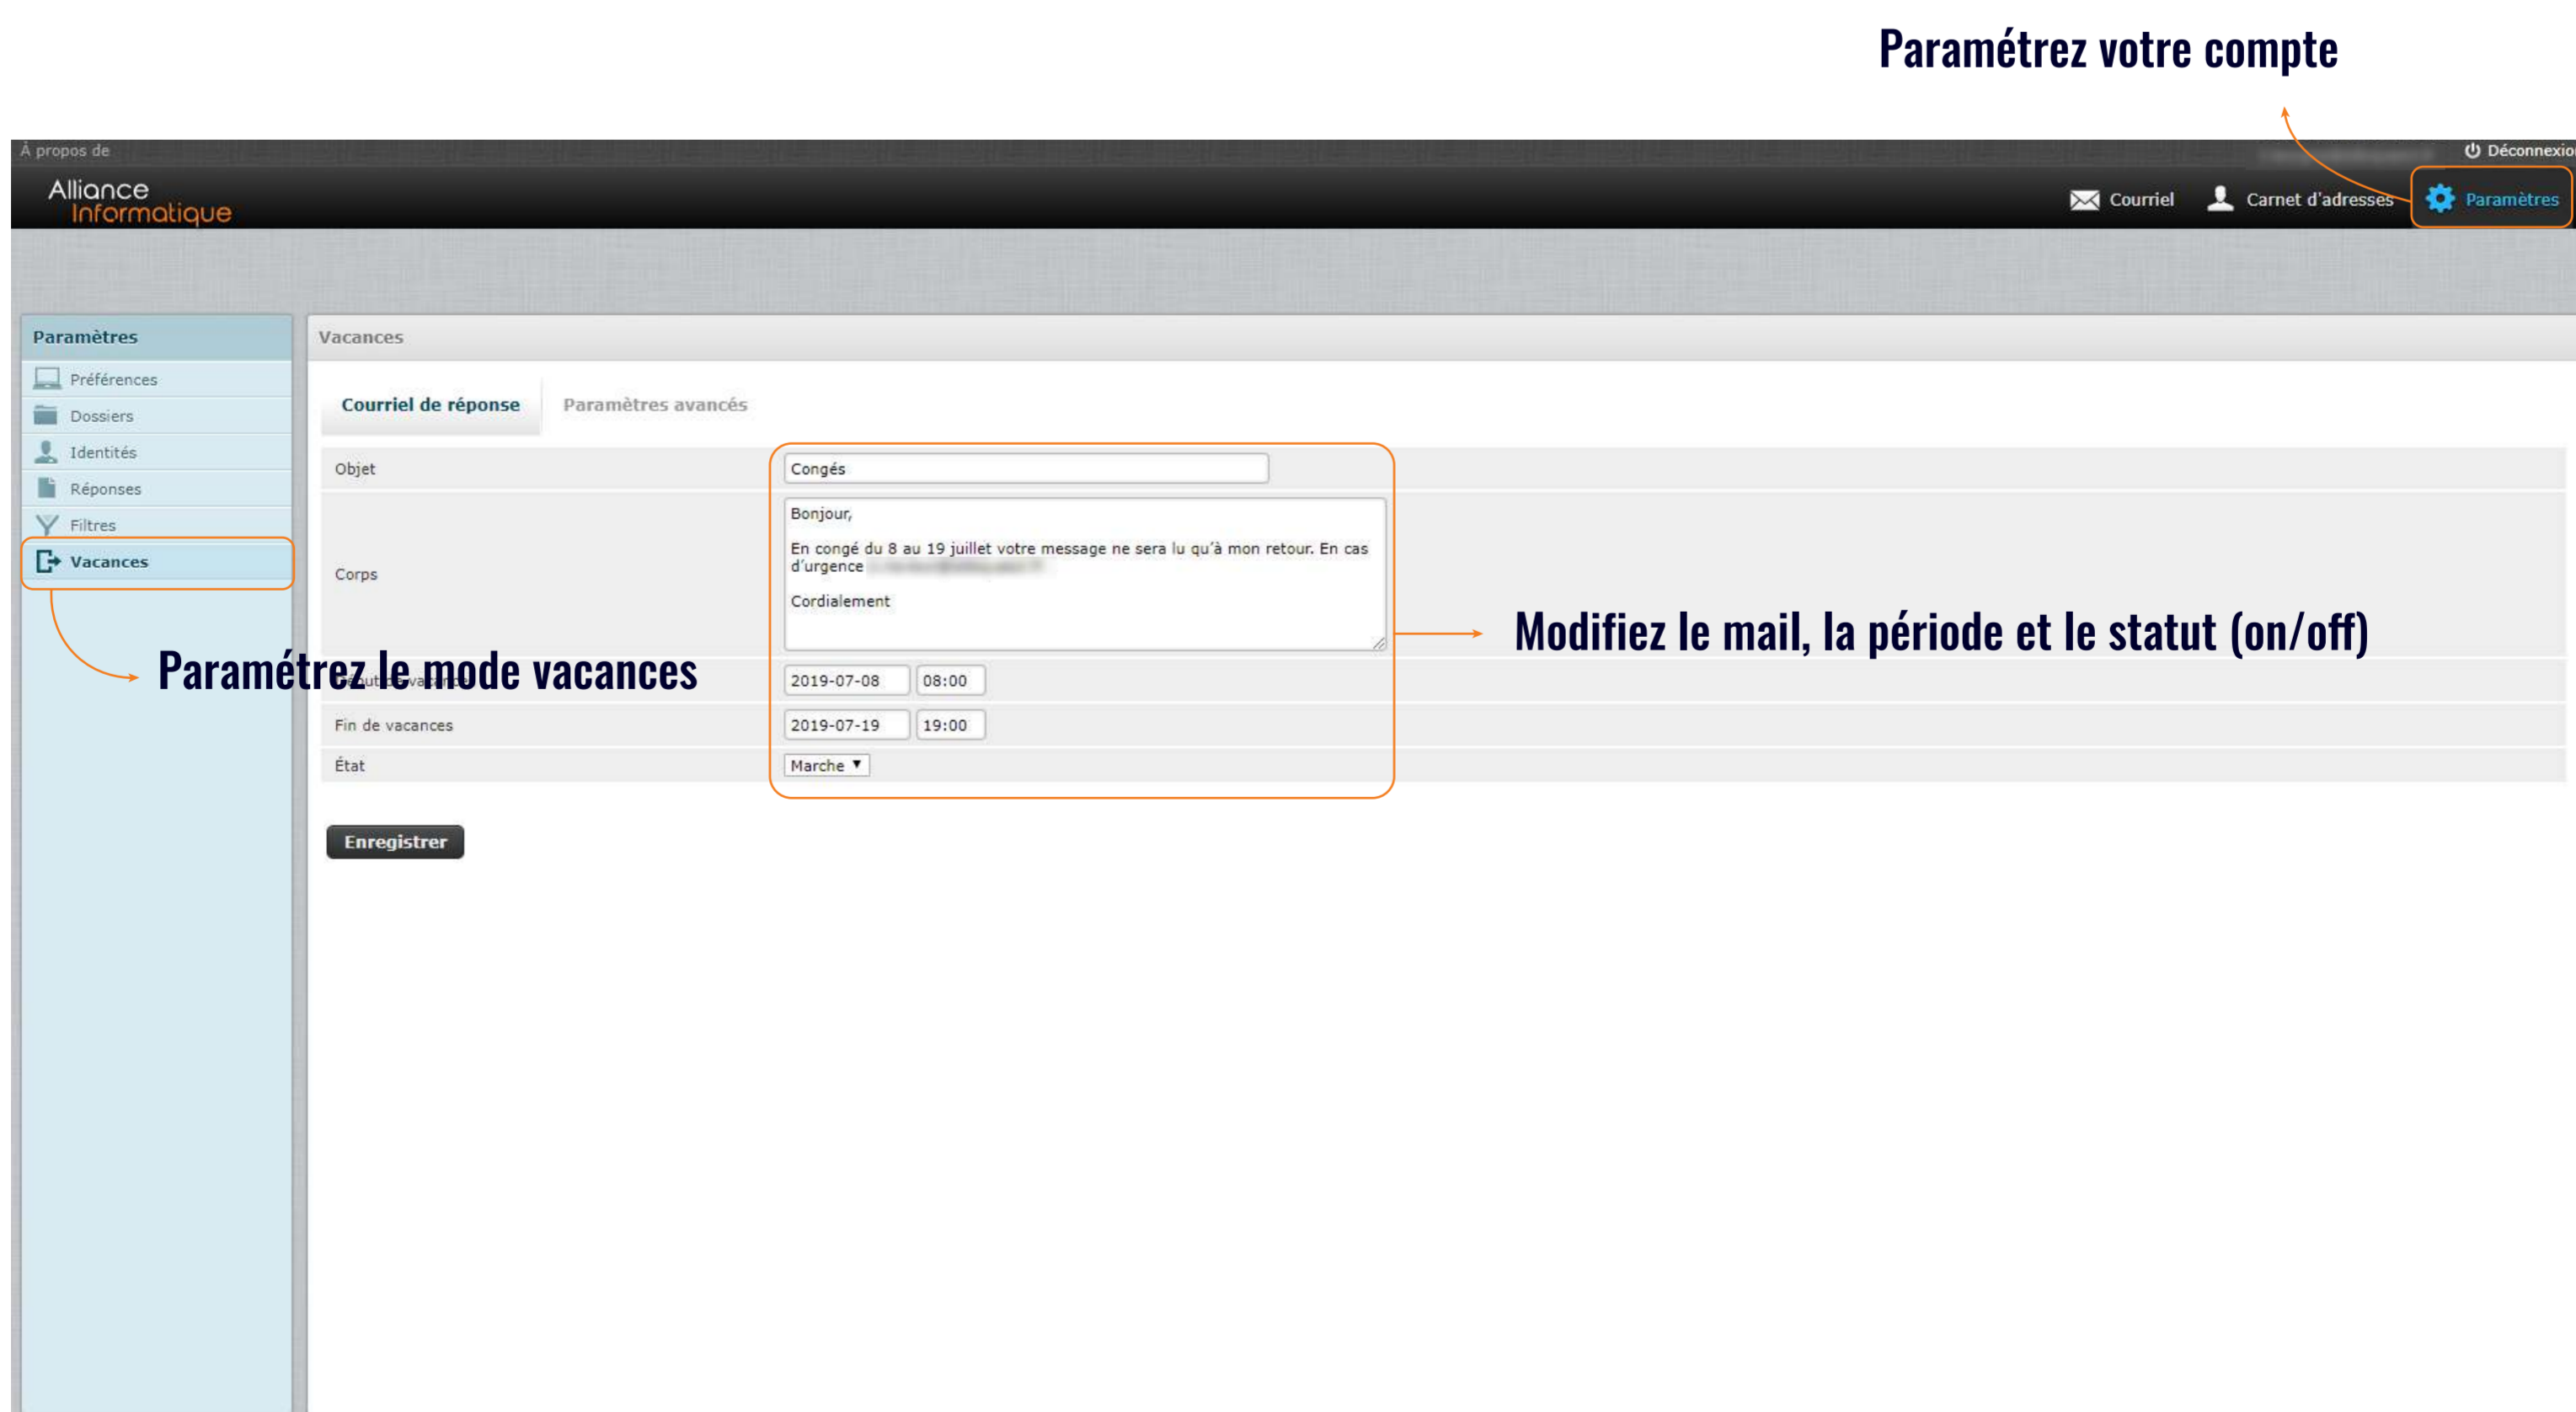 Paramétrez votre compte
À propos de
Déconnexion
Alliance
Informatique
Courriel
Carnet d'adresses
Paramètres
Paramètres
Préférences
Dossiers
Identités
Réponses
Filtres
Vacances
Vacances
Courriel de réponse
Paramètres avancés
Objet
Congés
Corps
Bonjour,
En congé du 8 au 19 juillet votre message ne sera lu qu'à mon retour. En cas
d'urgence
Cordialement
Modifiez le mail, la période et le statut (on/off)
Paramétrez le mode vacances
2019-07-08 08:00
Fin de vacances
2019-07-19 19:00
État
Marche
Enregistrer